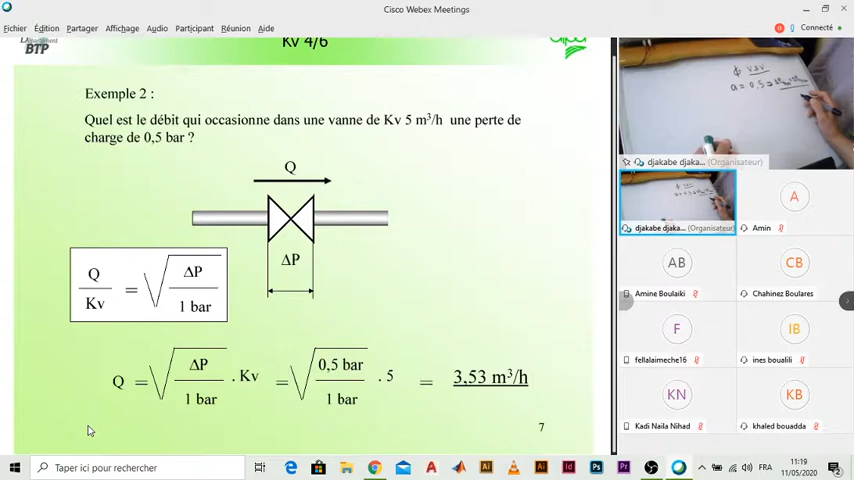 Cisco Webex Meetings
Fichier Édition Partager Affichage Audio Participant Réunion Aide
Connecté
BTP
Kv 4/6
Exemple 2 :
Quel est le débit qui occasionne dans une vanne de Kv 5 m³/h une perte de
charge de 0,5 bar ?
Q
ΔP
Q / Kv = √ ΔP / 1 bar
Q = √ ΔP / 1 bar . Kv = √ 0,5 bar / 1 bar . 5 = 3,53 m³/h
7
djakabe djaka... (Organisateur)
djakabe djaka... (Organisateur)
A
Amin
AB
Amine Boulaiki
CB
Chahinez Boulares
F
fellalaimeche16
IB
ines boualili
KN
Kadi Naila Nihad
KB
khaled bouadda
Taper ici pour rechercher
FRA
11:19
11/05/2020
2